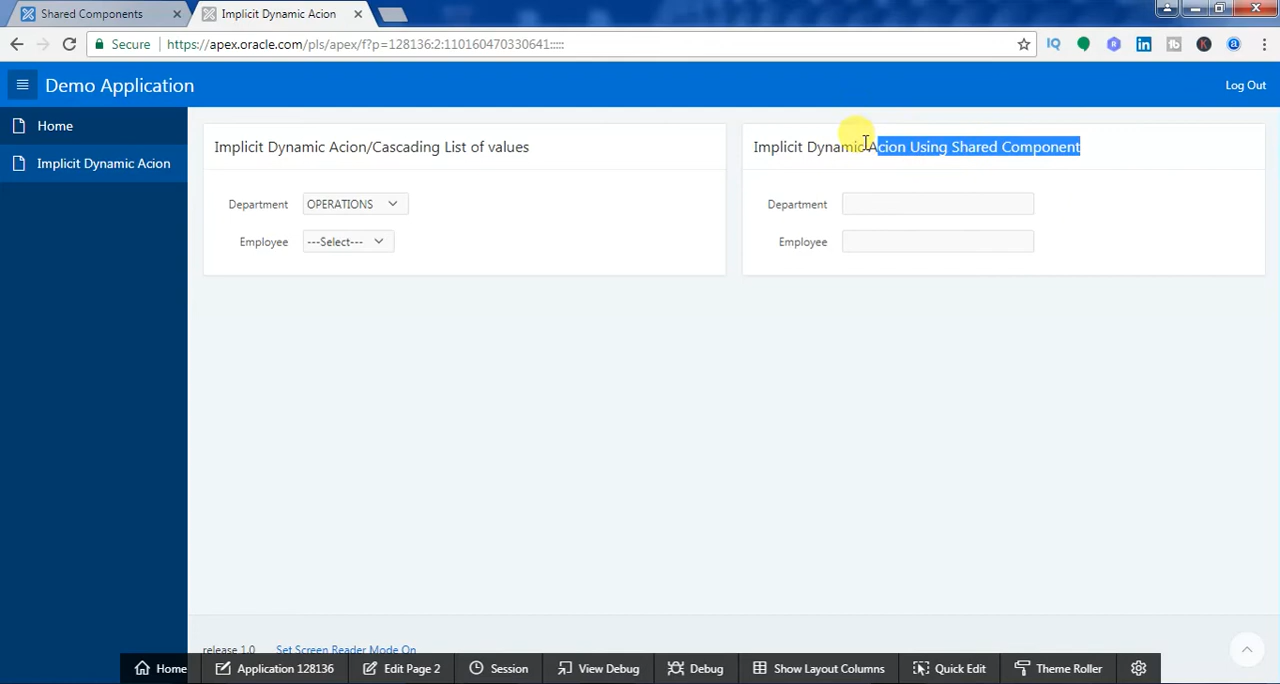 Shared Components
Implicit Dynamic Acion
Secure
https://apex.oracle.com/pls/apex/f?p=128136:2:110160470330641:::::
Demo Application
Log Out
Home
Implicit Dynamic Acion
Implicit Dynamic Acion/Cascading List of values
Department OPERATIONS
Employee ---Select---
Implicit Dynamic Acion Using Shared Component
Department
Employee
release 1.0 Set Screen Reader Mode On
Home Application 128136 Edit Page 2 Session View Debug Debug Show Layout Columns Quick Edit Theme Roller